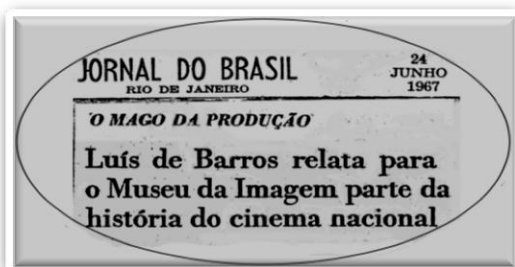 JORNAL DO BRASIL
RIO DE JANEIRO
24
JUNHO
1967
O MAGO DA PRODUÇÃO
Luís de Barros relata para
o Museu da Imagem parte da
história do cinema nacional